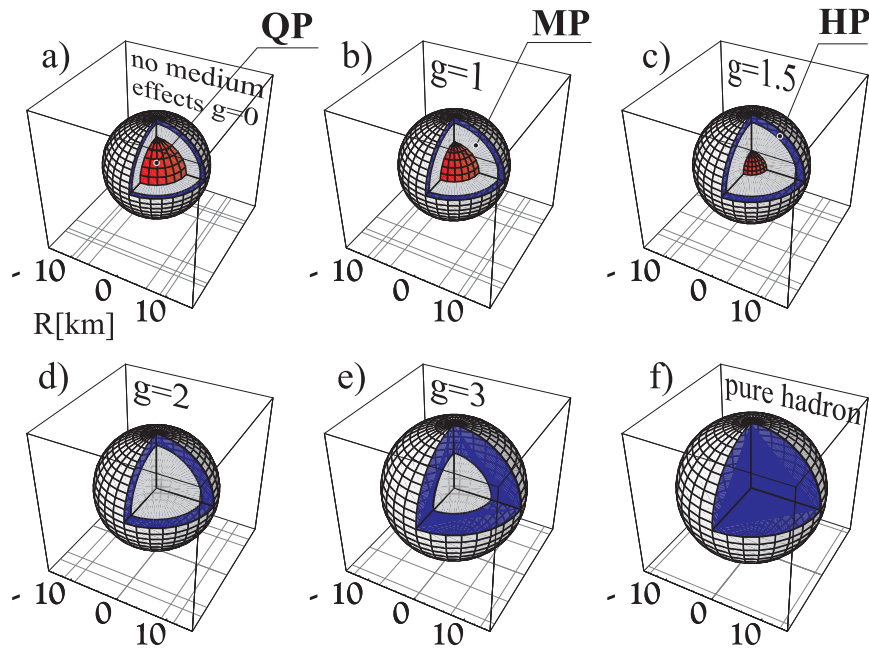 QP
MP
HP
a)
no medium
effects g=0
b)
g=1
c)
g=1.5
- 10
0
10
R[km]
- 10
0
10
- 10
0
10
d)
g=2
e)
g=3
f)
pure hadron
- 10
0
10
- 10
0
10
- 10
0
10